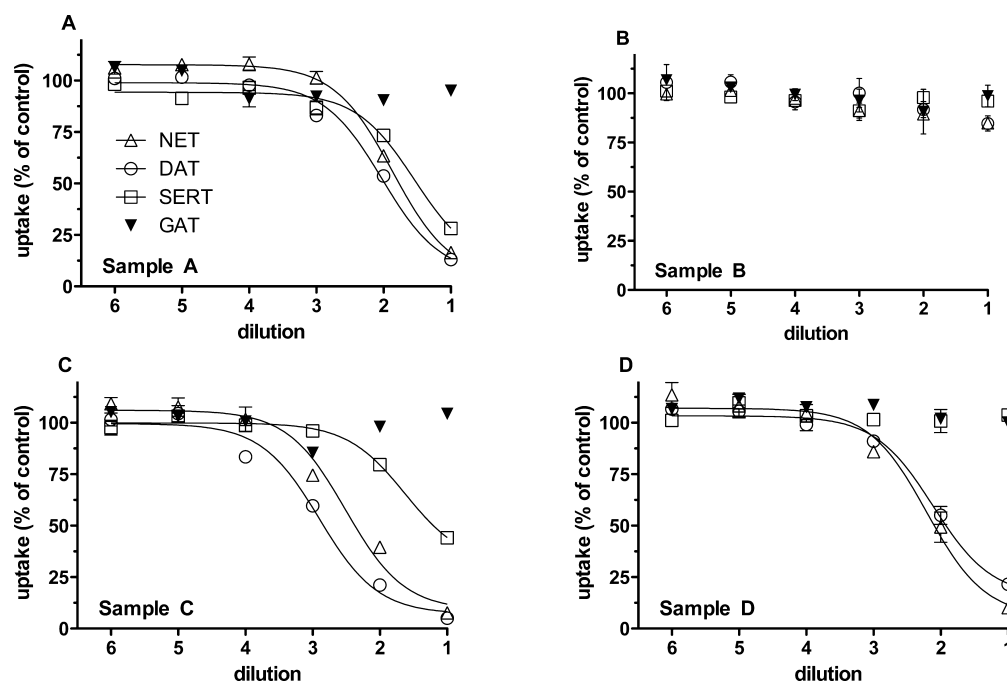 A
uptake (% of control)
100
75
50
25
0
NET
DAT
SERT
GAT
Sample A
6 5 4 3 2 1
dilution
B
uptake (% of control)
100
75
50
25
0
Sample B
6 5 4 3 2 1
dilution
C
uptake (% of control)
100
75
50
25
0
Sample C
6 5 4 3 2 1
dilution
D
uptake (% of control)
100
75
50
25
0
Sample D
6 5 4 3 2 1
dilution